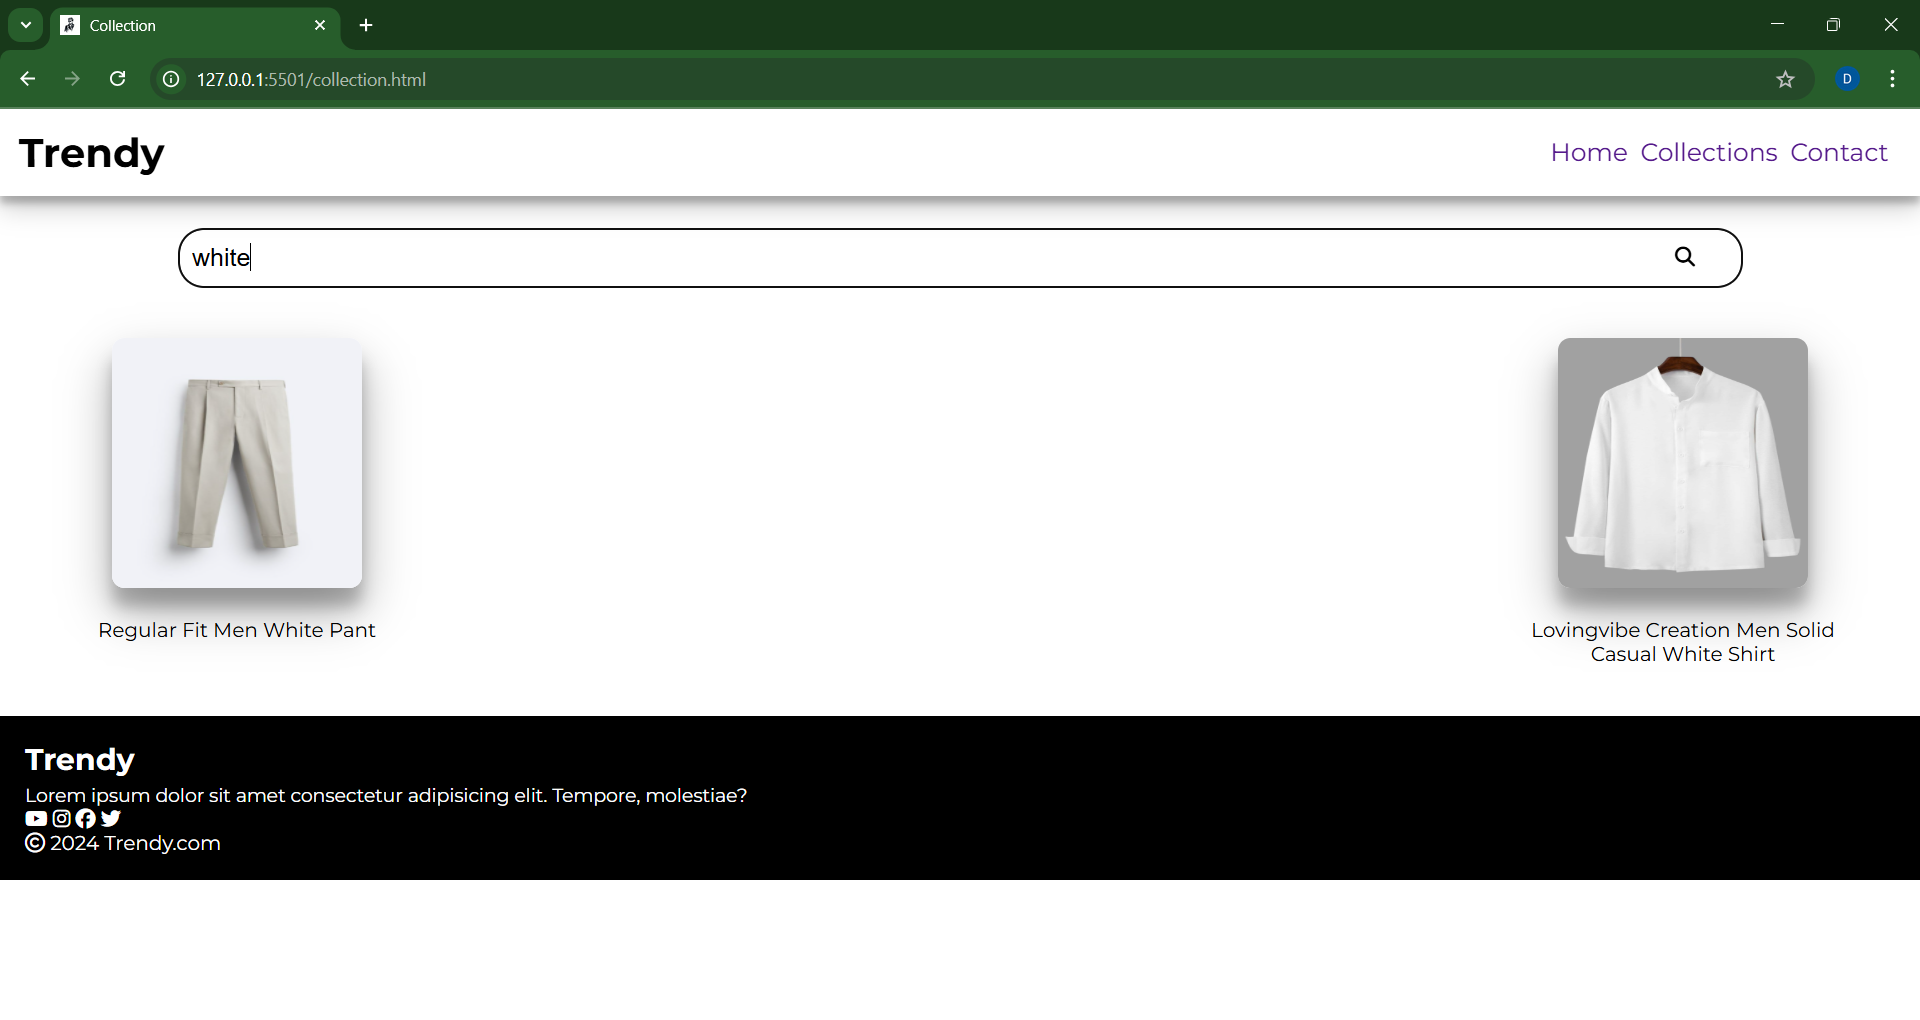 Collection
127.0.0.1:5501/collection.html
D
Trendy
Home Collections Contact
white
Regular Fit Men White Pant
Lovingvibe Creation Men Solid
Casual White Shirt
Trendy
Lorem ipsum dolor sit amet consectetur adipisicing elit. Tempore, molestiae?
© 2024 Trendy.com